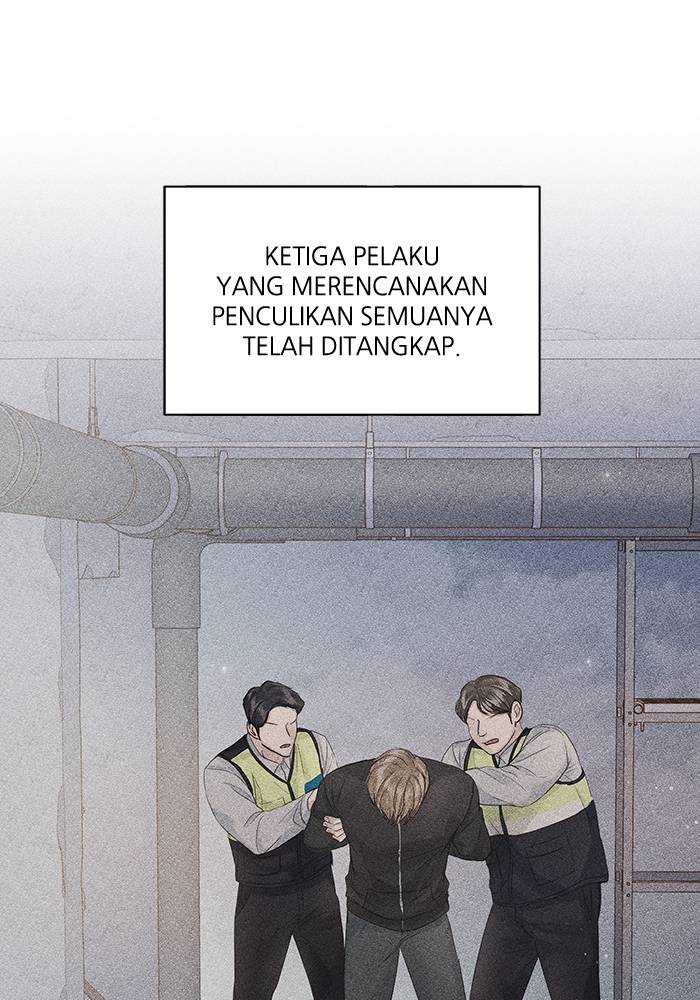 KETIGA PELAKU
YANG MERENCANAKAN
PENCULIKAN SEMUANYA
TELAH DITANGKAP.